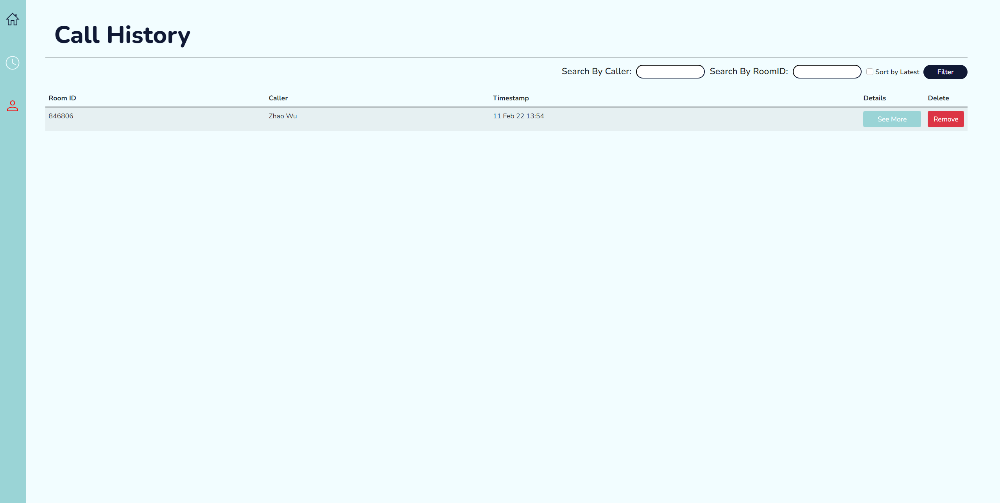 Call History
Search By Caller: Search By RoomID: Sort by Latest Filter
Room ID Caller Timestamp Details Delete
846806 Zhao Wu 11 Feb 22 13:54 See More Remove